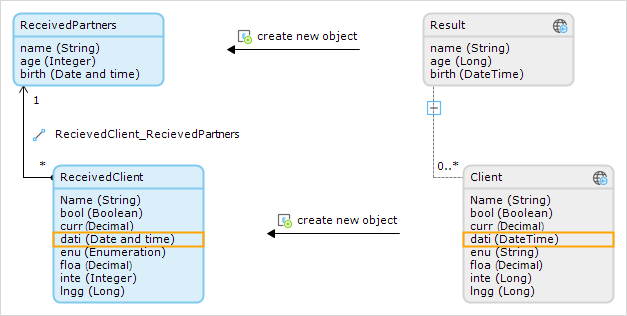 ReceivedPartners
name (String)
age (Integer)
birth (Date and time)
create new object
Result
name (String)
age (Long)
birth (DateTime)
1
RecievedClient_RecievedPartners
*
0..*
ReceivedClient
Name (String)
bool (Boolean)
curr (Decimal)
dati (Date and time)
enu (Enumeration)
floa (Decimal)
inte (Integer)
lngg (Long)
create new object
Client
Name (String)
bool (Boolean)
curr (Decimal)
dati (DateTime)
enu (String)
floa (Decimal)
inte (Long)
lngg (Long)